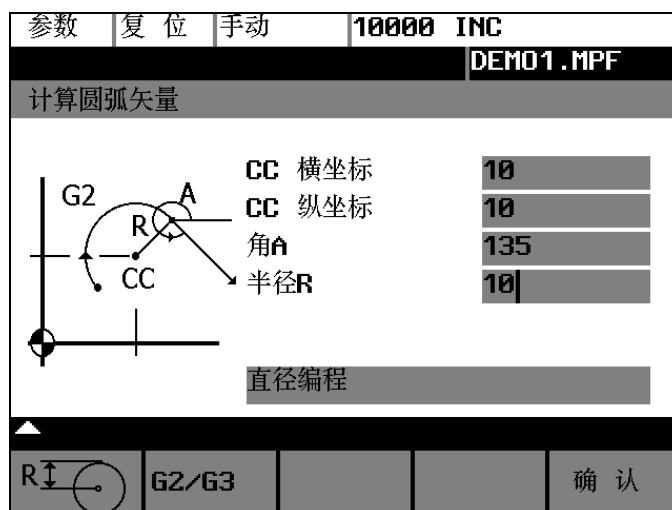 参数 复 位 手动 10000 INC
DEMO1.MPF
计算圆弧矢量
CC 横坐标 10
CC 纵坐标 10
角A 135
半径R 10
G2
A
R
CC
直径编程
R G2/G3 确 认